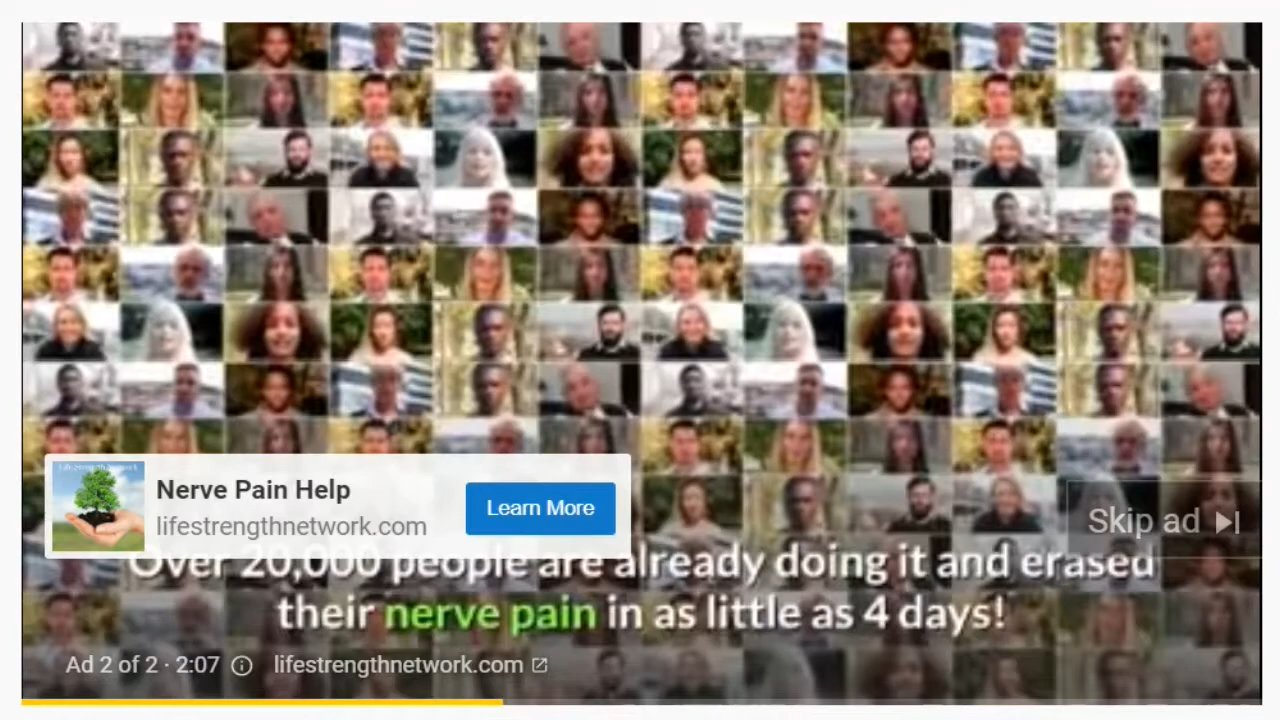 Nerve Pain Help
lifestrengthnetwork.com
Learn More
Skip ad
Over 20,000 people are already doing it and erased
their nerve pain in as little as 4 days!
Ad 2 of 2 · 2:07
lifestrengthnetwork.com